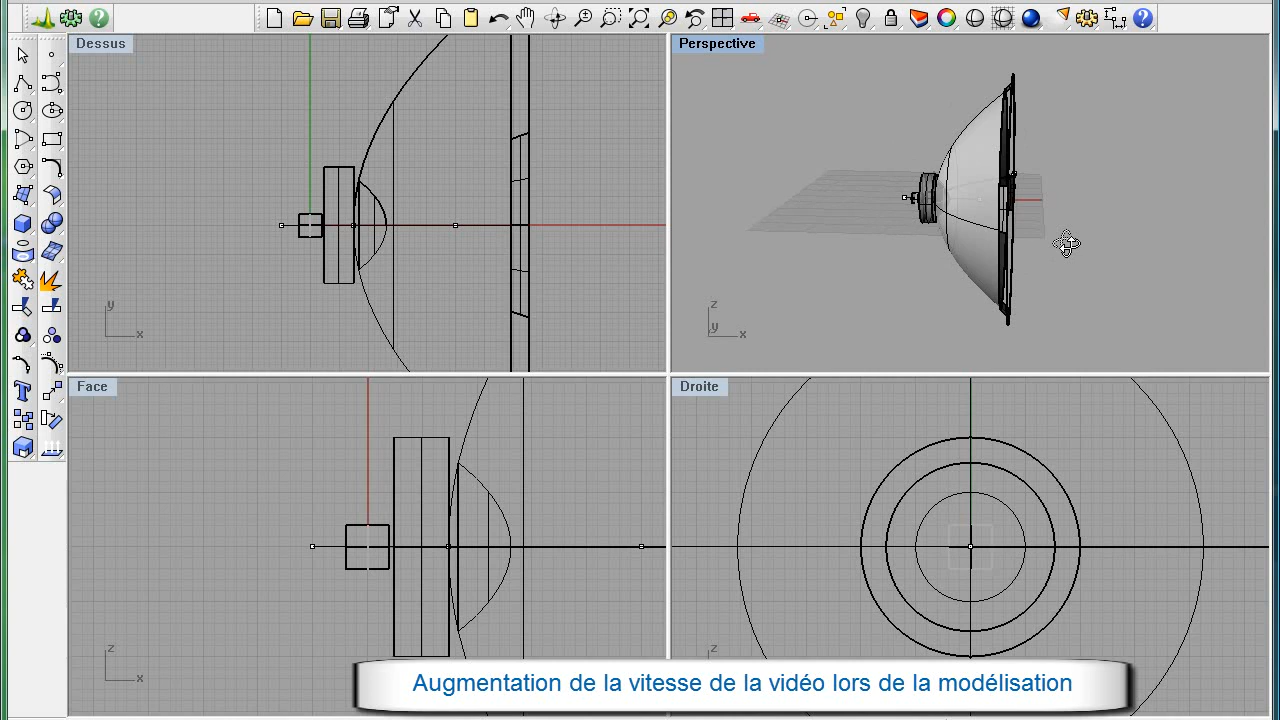 Dessus
Perspective
y
x
z
y
x
Face
Droite
z
x
z
Augmentation de la vitesse de la vidéo lors de la modélisation